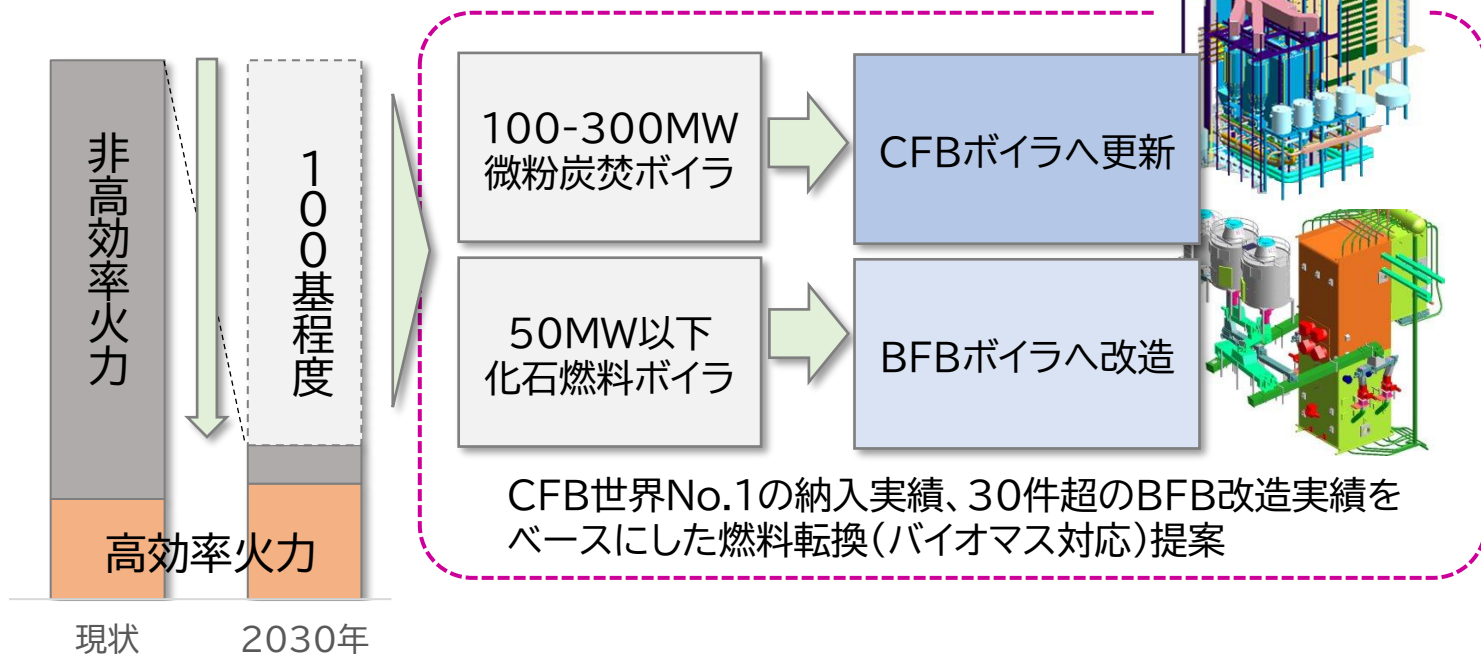 非高効率火力
100基程度
高効率火力
現状
2030年
100-300MW
微粉炭焚ボイラ
CFBボイラへ更新
50MW以下
化石燃料ボイラ
BFBボイラへ改造
CFB世界No.1の納入実績、30件超のBFB改造実績を
ベースにした燃料転換(バイオマス対応)提案